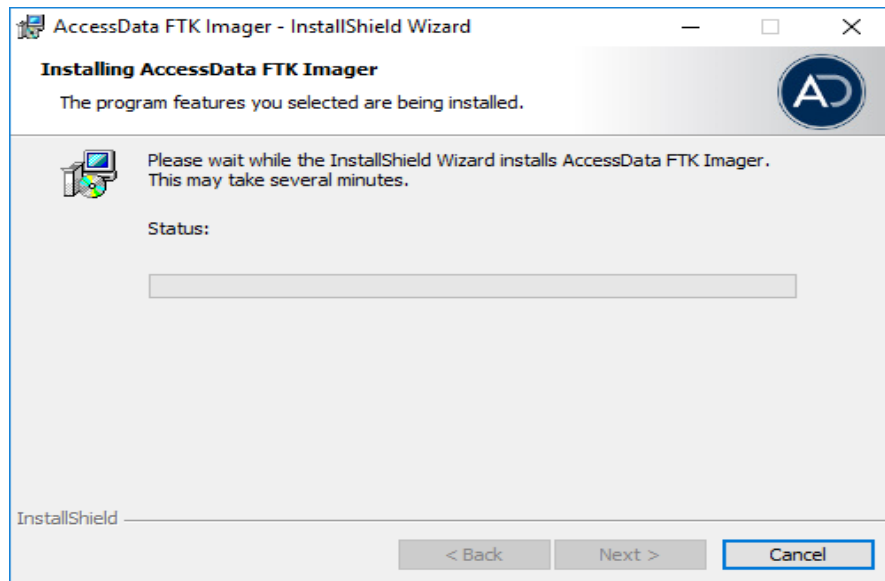 AccessData FTK Imager - InstallShield Wizard
Installing AccessData FTK Imager
The program features you selected are being installed.
AD
Please wait while the InstallShield Wizard installs AccessData FTK Imager.
This may take several minutes.
Status:
InstallShield
< Back
Next >
Cancel